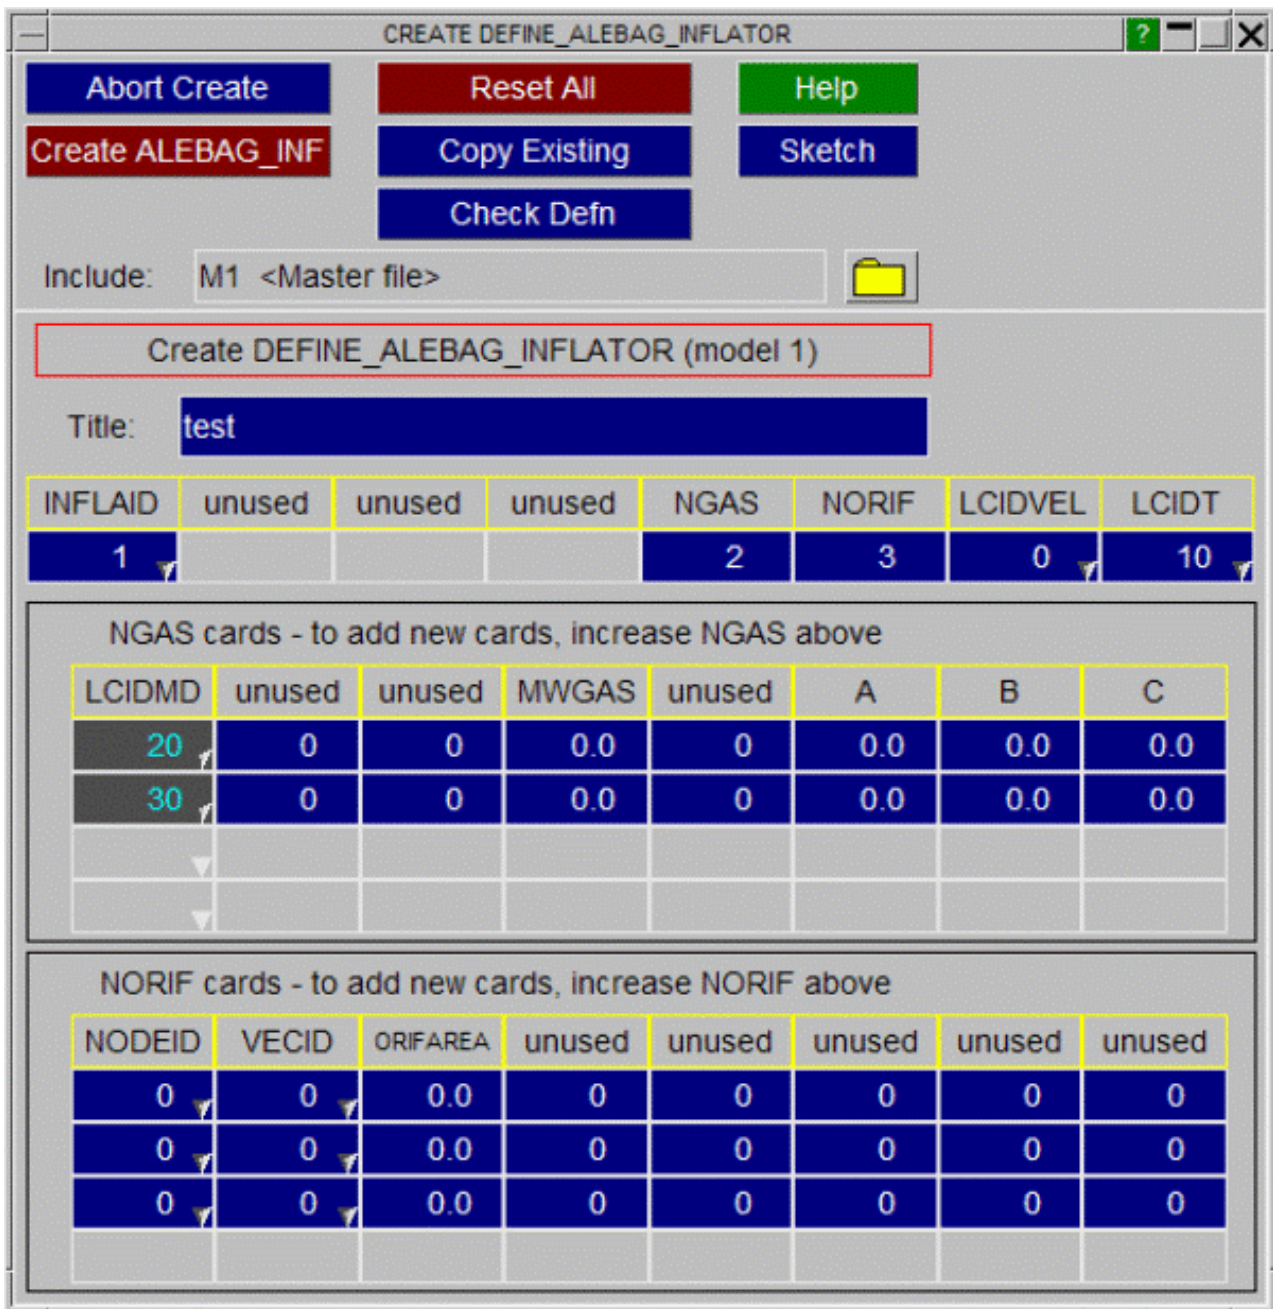 CREATE DEFINE_ALEBAG_INFLATOR ?
Abort Create Reset All Help
Create ALEBAG_INF Copy Existing Sketch
Check Defn
Include: M1 <Master file>
Create DEFINE_ALEBAG_INFLATOR (model 1)
Title: test
INFLAID unused unused unused NGAS NORIF LCIDVEL LCIDT
1 2 3 0 10
NGAS cards - to add new cards, increase NGAS above
LCIDMD unused unused MWGAS unused A B C
20 0 0 0.0 0 0.0 0.0 0.0
30 0 0 0.0 0 0.0 0.0 0.0
NORIF cards - to add new cards, increase NORIF above
NODEID VECID ORIFAREA unused unused unused unused unused
0 0 0.0 0 0 0 0 0
0 0 0.0 0 0 0 0 0
0 0 0.0 0 0 0 0 0